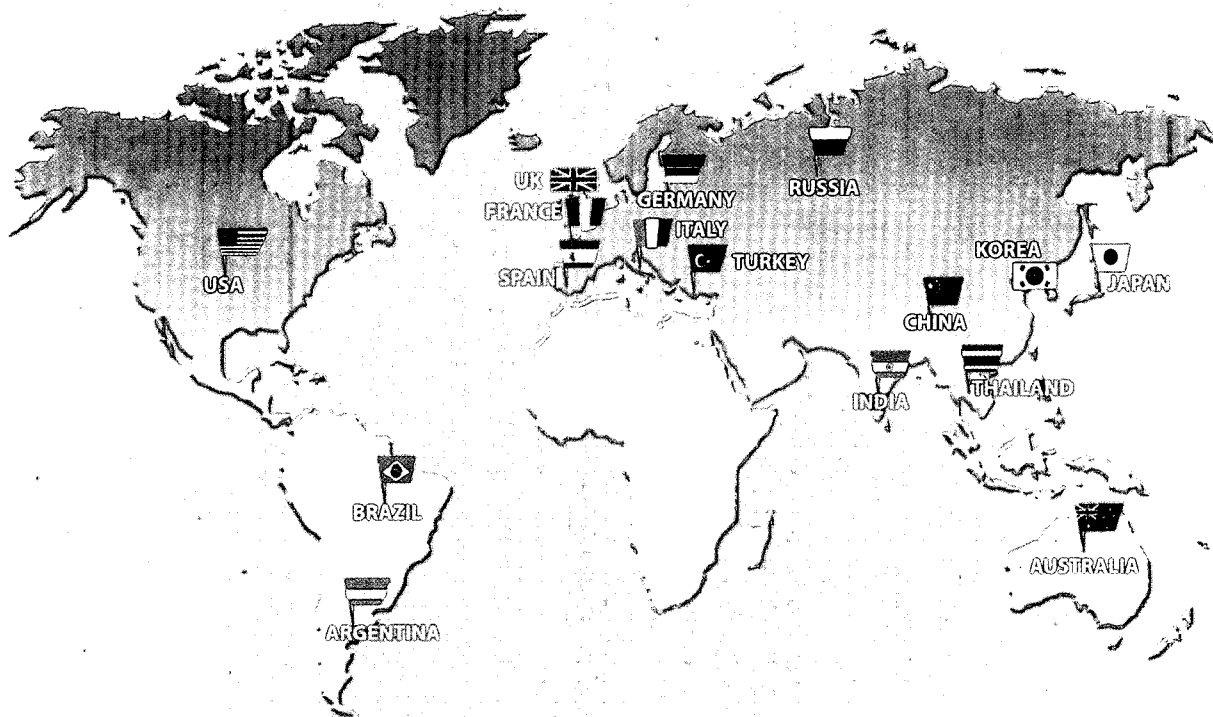 UK
GERMANY
RUSSIA
FRANCE
ITALY
KOREA
TURKEY
SPAIN
USA
JAPAN
CHINA
THAILAND
INDIA
BRAZIL
AUSTRALIA
ARGENTINA